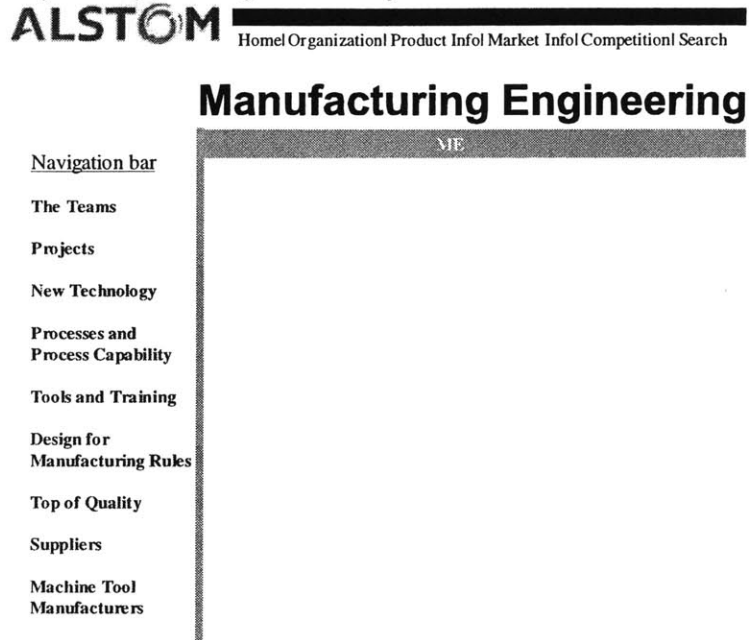 ALSTOM
Home| Organization| Product Info| Market Info| Competition| Search
Manufacturing Engineering
ME
Navigation bar
The Teams
Projects
New Technology
Processes and
Process Capability
Tools and Training
Design for
Manufacturing Rules
Top of Quality
Suppliers
Machine Tool
Manufacturers